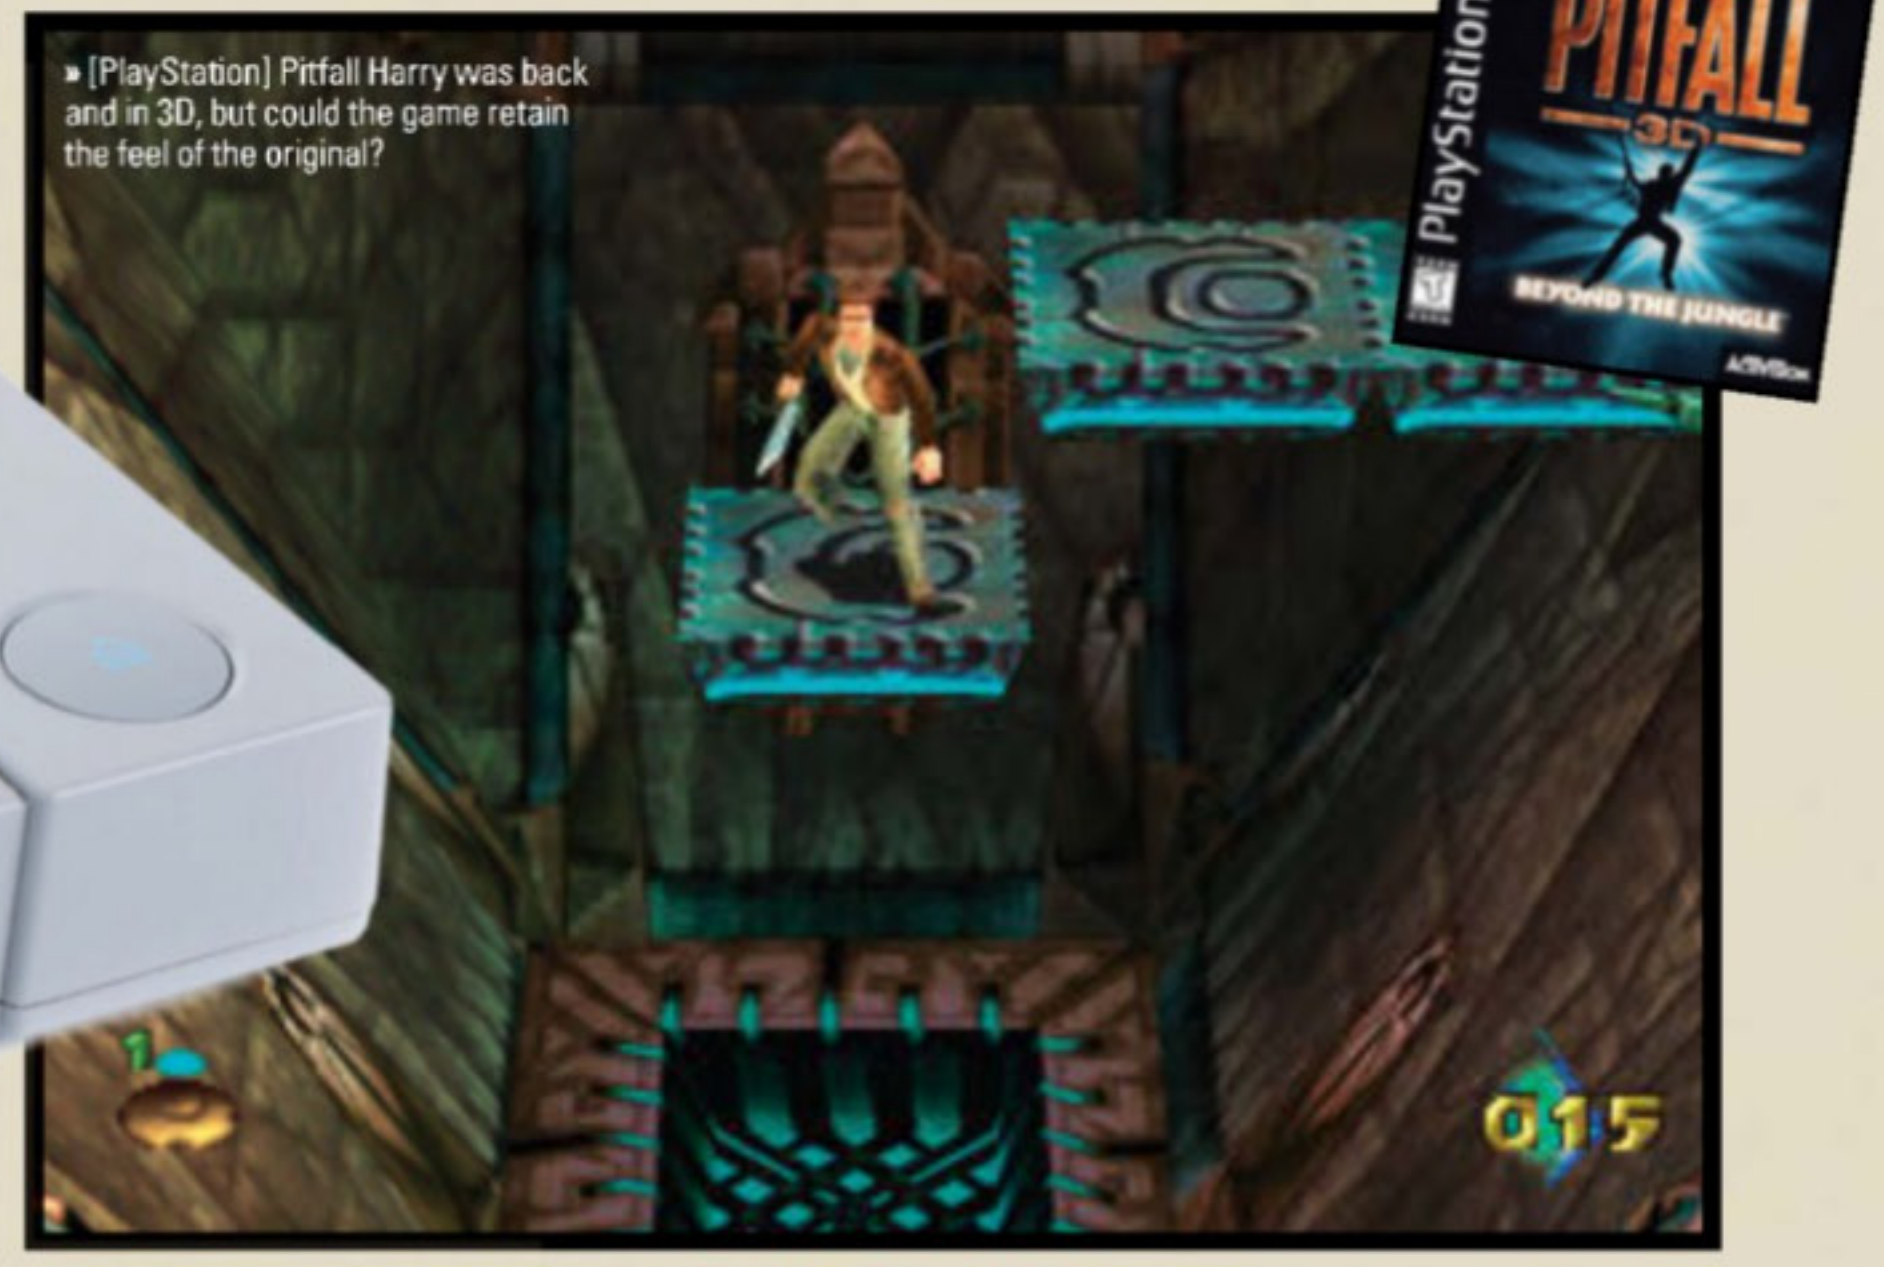 » [PlayStation] Pitfall Harry was back
and in 3D, but could the game retain
the feel of the original?
PlayStation
PITFALL
3D
BEYOND THE JUNGLE
ACTIVISION
1
015